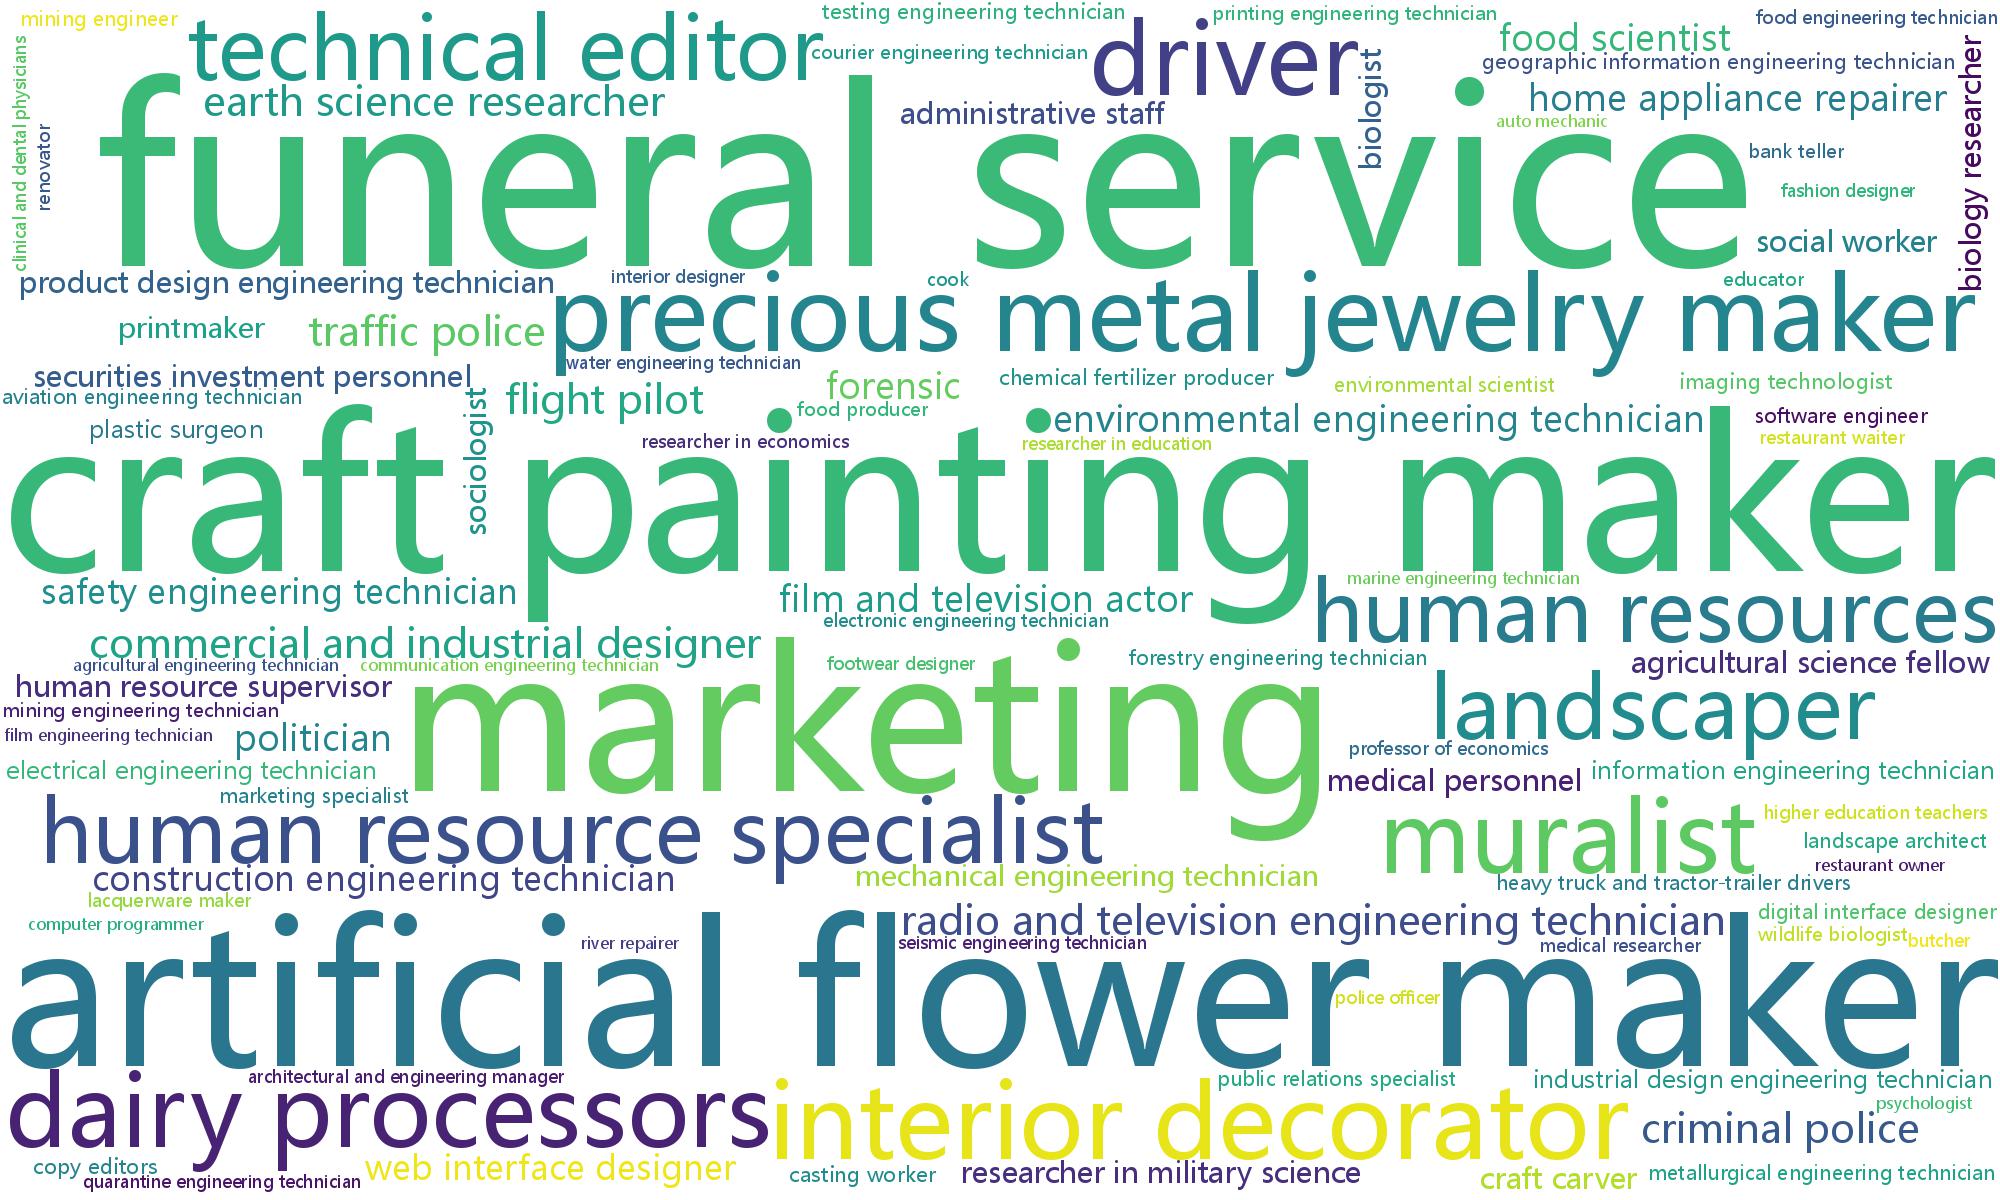 mining engineer
testing engineering technician
printing engineering technician
food engineering technician
technical editor
courier engineering technician
driver
food scientist
geographic information engineering technician
clinical and dental physicians
renovator
earth science researcher
administrative staff
biologist
home appliance repairer
biology researcher
auto mechanic
funeral service
bank teller
fashion designer
social worker
product design engineering technician
interior designer
cook
educator
precious metal jewelry maker
printmaker
traffic police
water engineering technician
securities investment personnel
aviation engineering technician
sociologist
flight pilot
forensic
chemical fertilizer producer
environmental scientist
imaging technologist
food producer
environmental engineering technician
software engineer
plastic surgeon
researcher in economics
researcher in education
restaurant waiter
craft painting maker
safety engineering technician
film and television actor
marine engineering technician
electronic engineering technician
human resources
commercial and industrial designer
agricultural engineering technician
communication engineering technician
footwear designer
forestry engineering technician
agricultural science fellow
human resource supervisor
mining engineering technician
film engineering technician
politician
marketing
landscaper
professor of economics
electrical engineering technician
medical personnel
information engineering technician
marketing specialist
human resource specialist
muralist
higher education teachers
landscape architect
restaurant owner
construction engineering technician
mechanical engineering technician
heavy truck and tractor-trailer drivers
lacquerware maker
computer programmer
radio and television engineering technician
digital interface designer
wildlife biologist
butcher
river repairer
seismic engineering technician
medical researcher
artificial flower maker
police officer
architectural and engineering manager
public relations specialist
industrial design engineering technician
dairy processors
interior decorator
psychologist
criminal police
copy editors
quarantine engineering technician
web interface designer
casting worker
researcher in military science
craft carver
metallurgical engineering technician